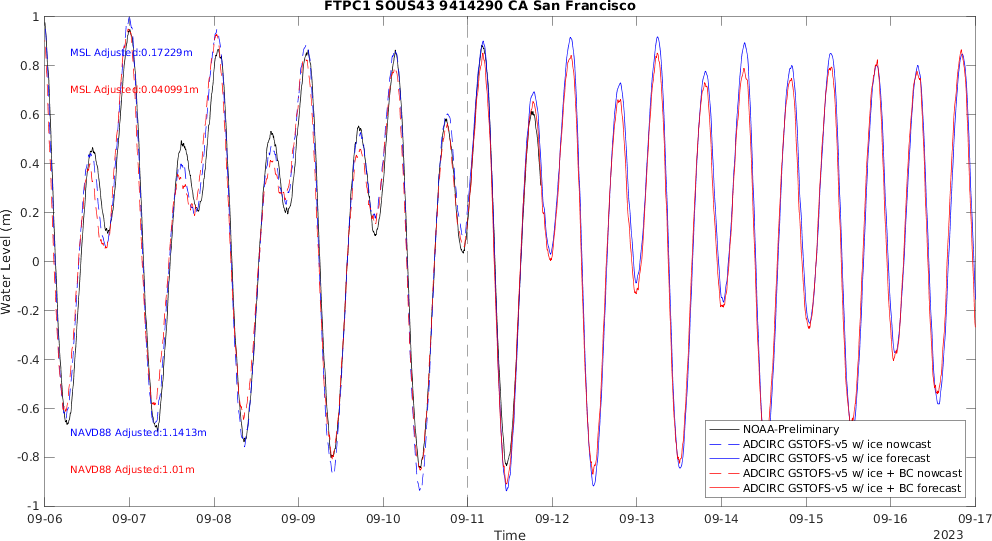 FTPC1 SOUS43 9414290 CA San Francisco
MSL Adjusted:0.17229m
MSL Adjusted:0.040991m
NAVD88 Adjusted:1.1413m
NAVD88 Adjusted:1.01m
Water Level (m)
1
0.8
0.6
0.4
0.2
0
-0.2
-0.4
-0.6
-0.8
-1
NOAA-Preliminary
ADCIRC GSTOFS-v5 w/ ice nowcast
ADCIRC GSTOFS-v5 w/ ice forecast
ADCIRC GSTOFS-v5 w/ ice + BC nowcast
ADCIRC GSTOFS-v5 w/ ice + BC forecast
09-06 09-07 09-08 09-09 09-10 09-11 09-12 09-13 09-14 09-15 09-16 09-17
Time
2023